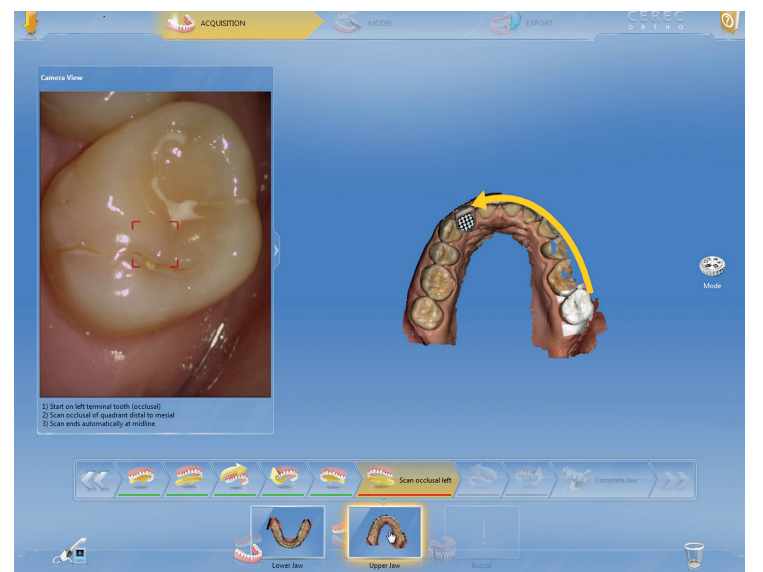 ACQUISITION
MODEL
EXPORT
CEREC
ORTHO
Camera View
1) Start on left terminal tooth (occlusal)
2) Scan occlusal of quadrant distal to mesial
3) Scan ends automatically at midline
Mode
Scan occlusal left
Complete Jaw
Lower Jaw
Upper Jaw
Buccal